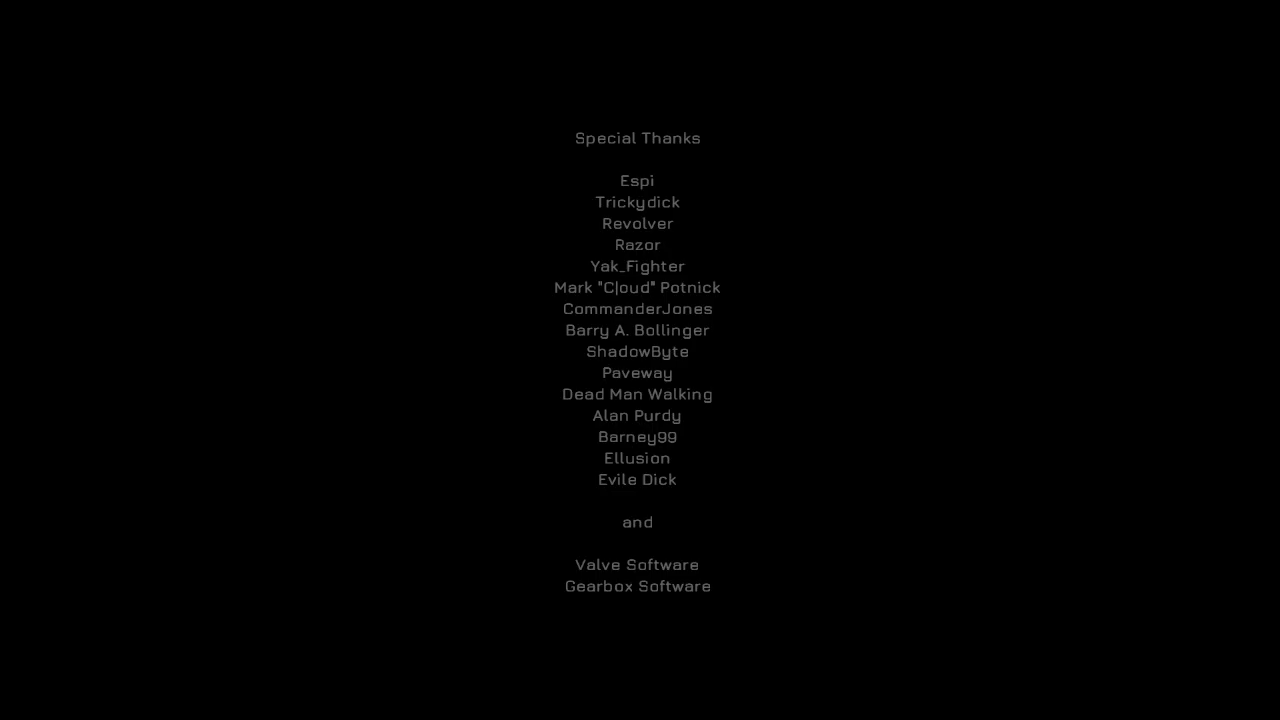 Special Thanks
Espi
Trickydick
Revolver
Razor
Yak_Fighter
Mark "C|oud" Potnick
CommanderJones
Barry A. Bollinger
ShadowByte
Paveway
Dead Man Walking
Alan Purdy
Barney99
Ellusion
Evile Dick
and
Valve Software
Gearbox Software